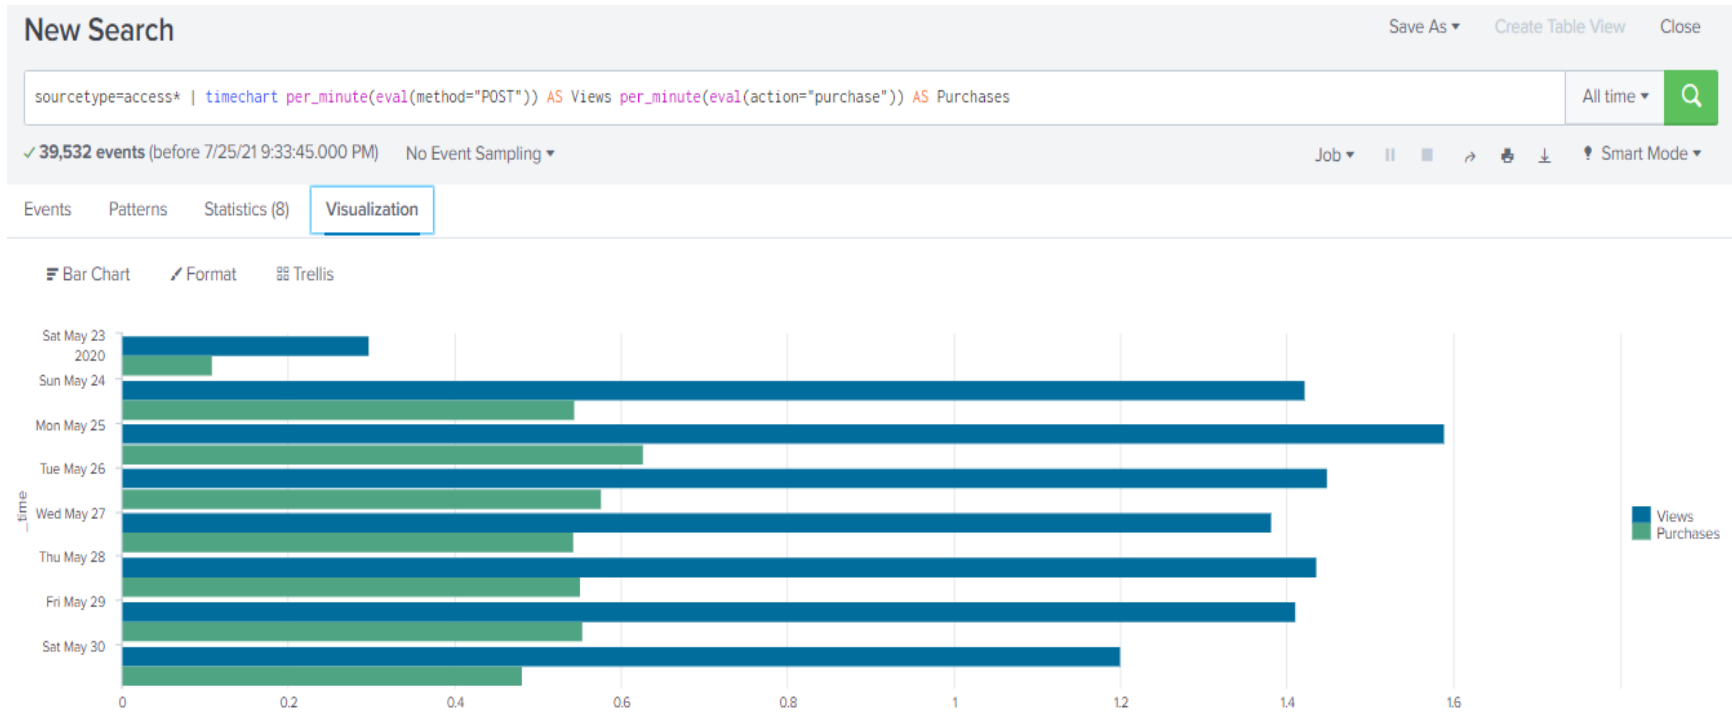 New Search
Save As Create Table View Close
sourcetype=access* | timechart per_minute(eval(method="POST")) AS Views per_minute(eval(action="purchase")) AS Purchases
All time
39,532 events (before 7/25/21 9:33:45.000 PM) No Event Sampling
Job Smart Mode
Events Patterns Statistics (8) Visualization
Bar Chart Format Trellis
Sat May 23
2020
Sun May 24
Mon May 25
Tue May 26
Wed May 27
Thu May 28
Fri May 29
Sat May 30
_time
Views
Purchases
0 0.2 0.4 0.6 0.8 1 1.2 1.4 1.6